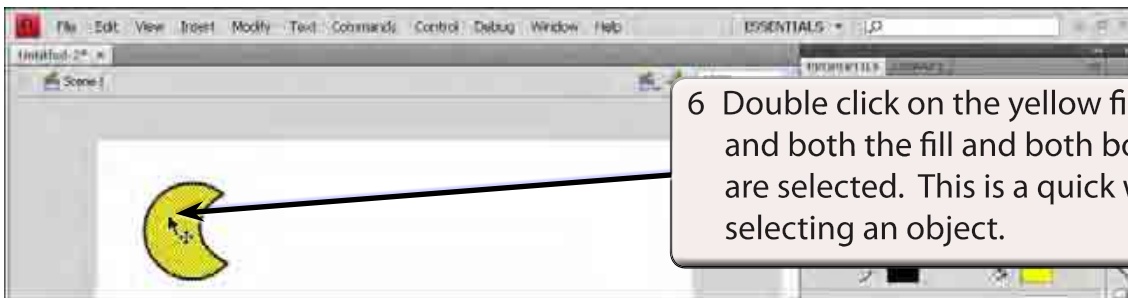 File Edit View Insert Modify Text Commands Control Debug Window Help ESSENTIALS
Untitled-2*
Scene 1
PROPERTIES LIBRARY
6 Double click on the yellow fi
and both the fill and both bo
are selected. This is a quick
selecting an object.